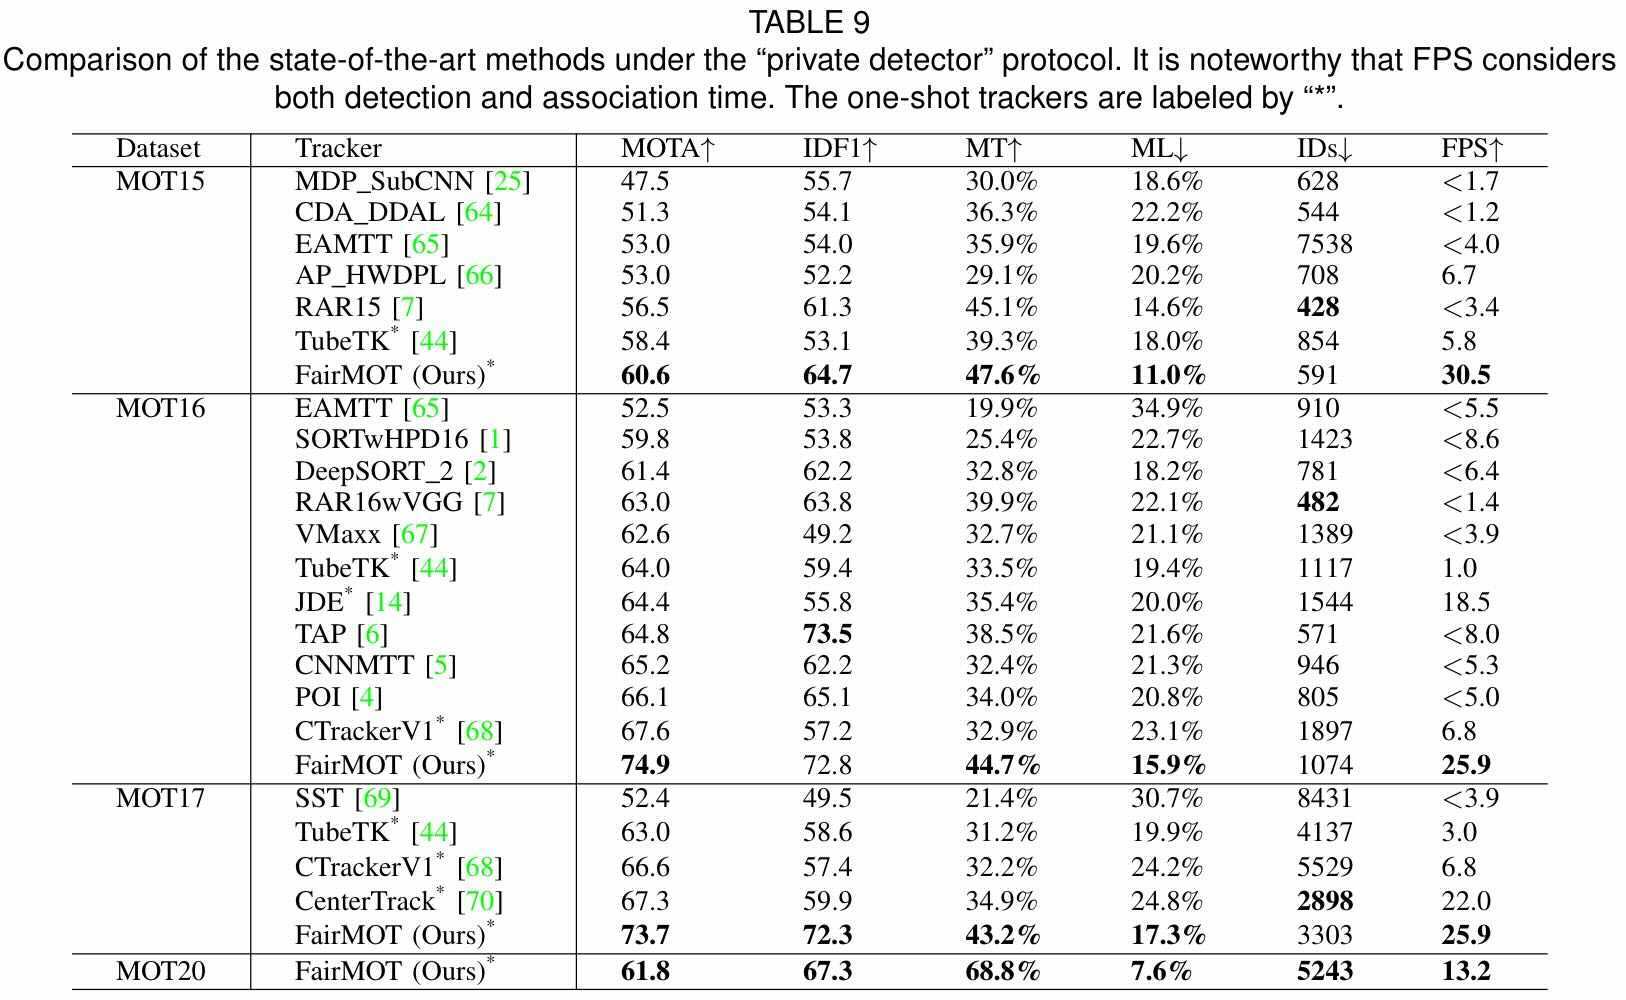 TABLE 9
Comparison of the state-of-the-art methods under the “private detector” protocol. It is noteworthy that FPS considers
both detection and association time. The one-shot trackers are labeled by “*”.
Dataset Tracker MOTA↑ IDF1↑ MT↑ ML↓ IDs↓ FPS↑
MOT15 MDP_SubCNN [25] 47.5 55.7 30.0% 18.6% 628 <1.7
CDA_DDAL [64] 51.3 54.1 36.3% 22.2% 544 <1.2
EAMTT [65] 53.0 54.0 35.9% 19.6% 7538 <4.0
AP_HWDPL [66] 53.0 52.2 29.1% 20.2% 708 6.7
RAR15 [7] 56.5 61.3 45.1% 14.6% 428 <3.4
TubeTK* [44] 58.4 53.1 39.3% 18.0% 854 5.8
FairMOT (Ours)* 60.6 64.7 47.6% 11.0% 591 30.5
MOT16 EAMTT [65] 52.5 53.3 19.9% 34.9% 910 <5.5
SORTwHPD16 [1] 59.8 53.8 25.4% 22.7% 1423 <8.6
DeepSORT_2 [2] 61.4 62.2 32.8% 18.2% 781 <6.4
RAR16wVGG [7] 63.0 63.8 39.9% 22.1% 482 <1.4
VMaxx [67] 62.6 49.2 32.7% 21.1% 1389 <3.9
TubeTK* [44] 64.0 59.4 33.5% 19.4% 1117 1.0
JDE* [14] 64.4 55.8 35.4% 20.0% 1544 18.5
TAP [6] 64.8 73.5 38.5% 21.6% 571 <8.0
CNNMTT [5] 65.2 62.2 32.4% 21.3% 946 <5.3
POI [4] 66.1 65.1 34.0% 20.8% 805 <5.0
CTrackerV1* [68] 67.6 57.2 32.9% 23.1% 1897 6.8
FairMOT (Ours)* 74.9 72.8 44.7% 15.9% 1074 25.9
MOT17 SST [69] 52.4 49.5 21.4% 30.7% 8431 <3.9
TubeTK* [44] 63.0 58.6 31.2% 19.9% 4137 3.0
CTrackerV1* [68] 66.6 57.4 32.2% 24.2% 5529 6.8
CenterTrack* [70] 67.3 59.9 34.9% 24.8% 2898 22.0
FairMOT (Ours)* 73.7 72.3 43.2% 17.3% 3303 25.9
MOT20 FairMOT (Ours)* 61.8 67.3 68.8% 7.6% 5243 13.2